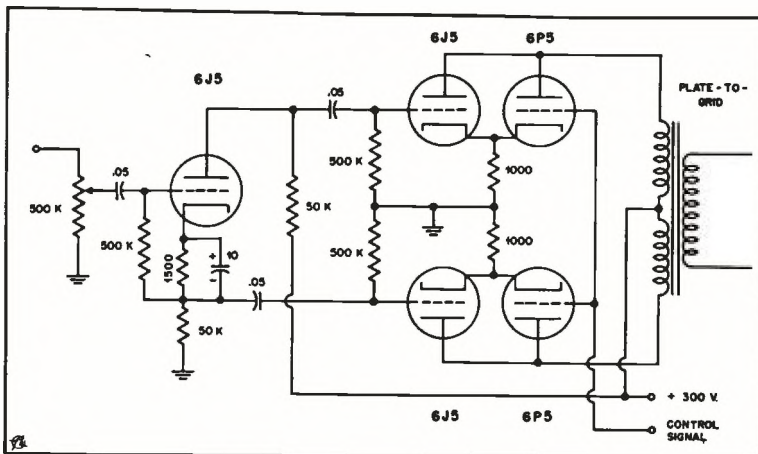 6J5
6P5
6J5
PLATE-TO-
GRID
.05
.05
500 K
1000
500 K
50 K
500 K
500 K
1000
1500
+
10
-
.05
50 K
6J5
6P5
+ 300 V.
CONTROL
SIGNAL